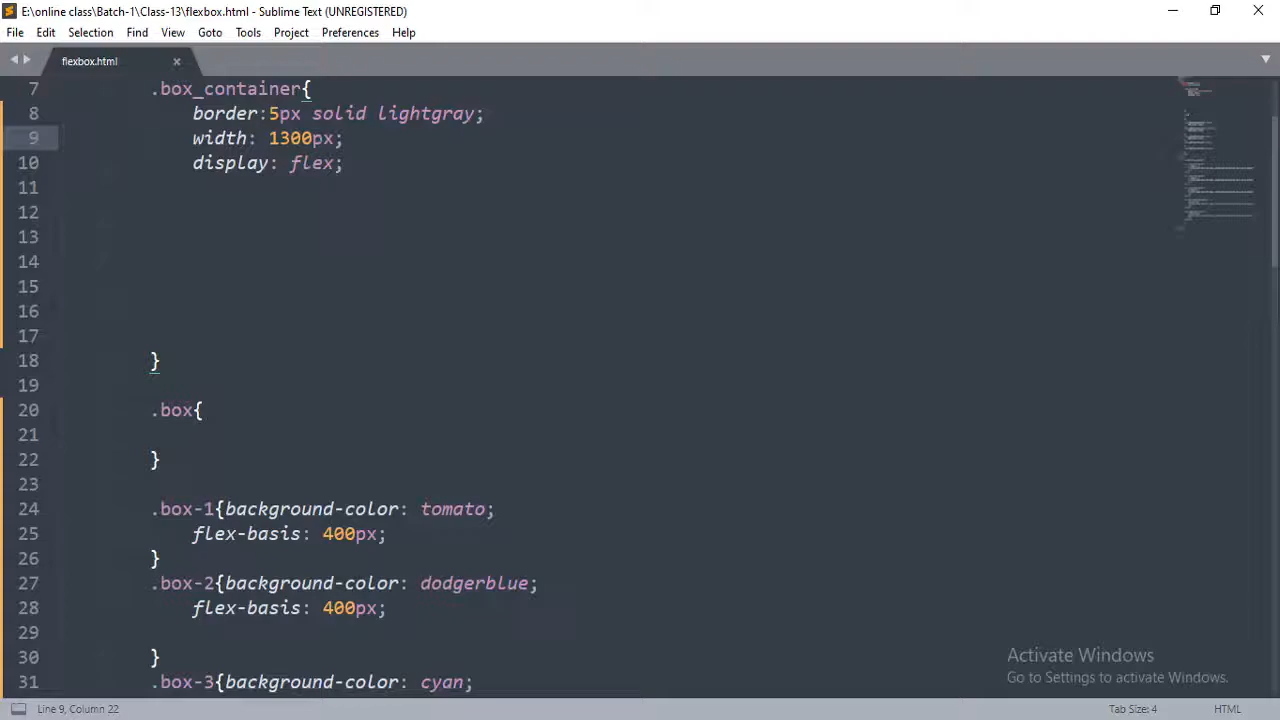 E:\online class\Batch-1\Class-13\flexbox.html - Sublime Text (UNREGISTERED)
File Edit Selection Find View Goto Tools Project Preferences Help
flexbox.html
7 .box_container{
8 border:5px solid lightgray;
9 width: 1300px;
10 display: flex;
11
12
13
14
15
16
17
18 }
19
20 .box{
21
22 }
23
24 .box-1{background-color: tomato;
25 flex-basis: 400px;
26 }
27 .box-2{background-color: dodgerblue;
28 flex-basis: 400px;
29
30 }
31 .box-3{background-color: cyan;
Activate Windows
Go to Settings to activate Windows.
Line 9, Column 22 Tab Size: 4 HTML